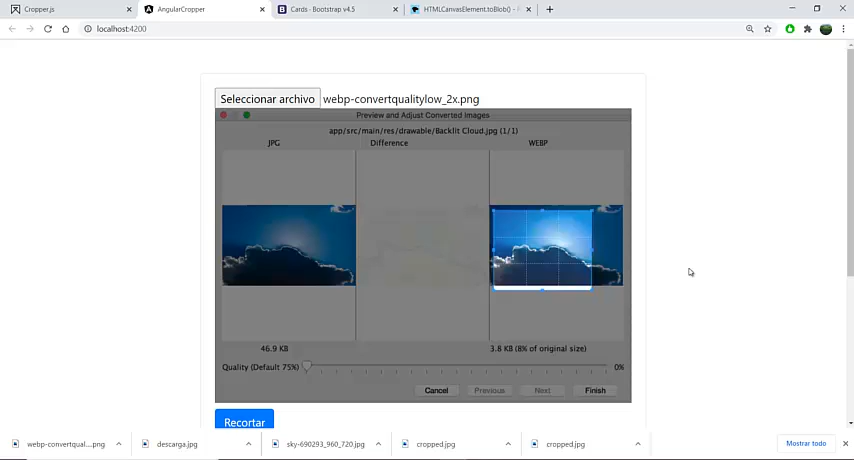 Cropper.js
AngularCropper
Cards · Bootstrap v4.5
HTMLCanvasElement.toBlob() -
localhost:4200
Seleccionar archivo webp-convertqualitylow_2x.png
Preview and Adjust Converted Images
app/src/main/res/drawable/Backlit Cloud.jpg (1/1)
JPG Difference WEBP
46.9 KB 3.8 KB (8% of original size)
Quality (Default 75%) 0%
Cancel Previous Next Finish
Recortar
webp-convertqual....png
descarga.jpg
sky-690293_960_720.jpg
cropped.jpg
cropped.jpg
Mostrar todo